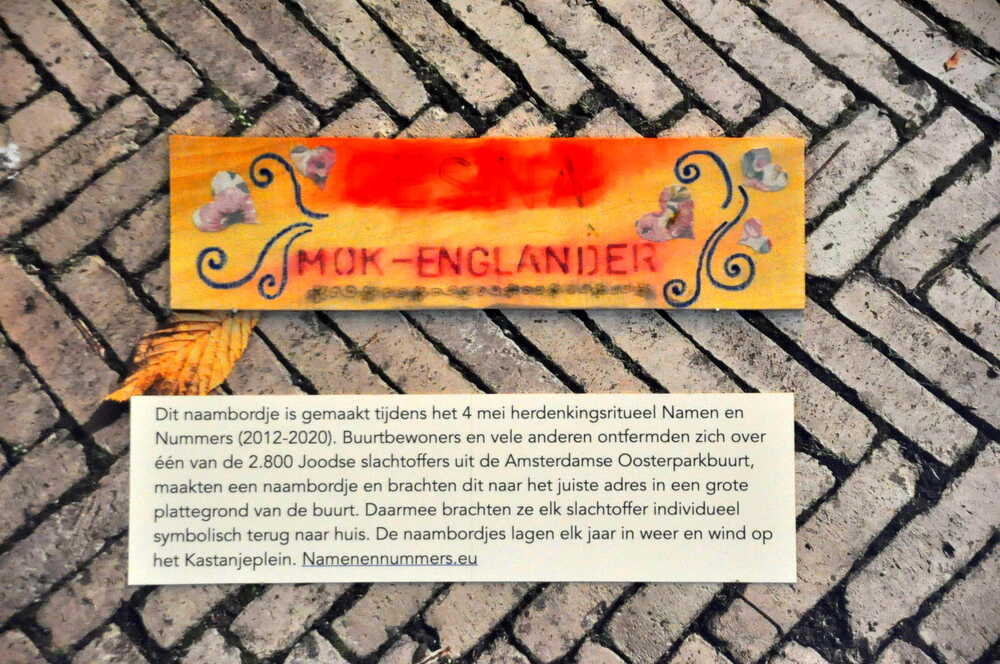 MOK-ENGLANDER
Dit naambordje is gemaakt tijdens het 4 mei herdenkingsritueel Namen en
Nummers (2012-2020). Buurtbewoners en vele anderen ontfermden zich over
één van de 2.800 Joodse slachtoffers uit de Amsterdamse Oosterparkbuurt,
maakten een naambordje en brachten dit naar het juiste adres in een grote
plattegrond van de buurt. Daarmee brachten ze elk slachtoffer individueel
symbolisch terug naar huis. De naambordjes lagen elk jaar in weer en wind op
het Kastanjeplein. Namenennummers.eu